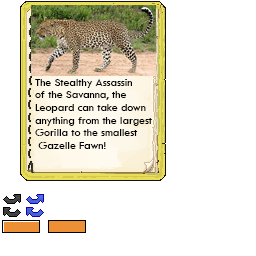 The Stealthy Assassin
of the Savanna, the
Leopard can take down
anything from the largest
Gorilla to the smallest
Gazelle Fawn!